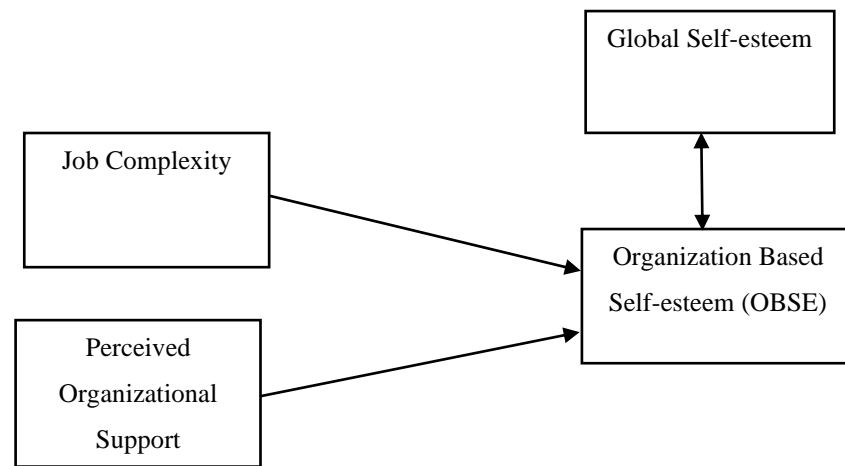 Global Self-esteem
Job Complexity
Organization Based
Self-esteem (OBSE)
Perceived
Organizational
Support